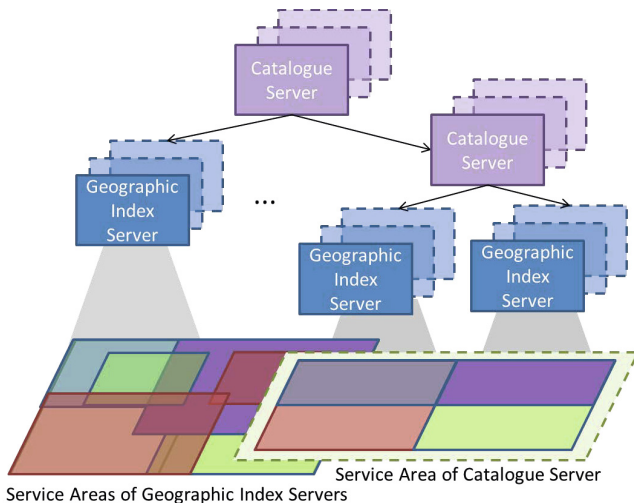 Catalogue
Server
Catalogue
Server
Geographic
Index
Server
...
Geographic
Index
Server
Geographic
Index
Server
Service Area of Catalogue Server
Service Areas of Geographic Index Servers